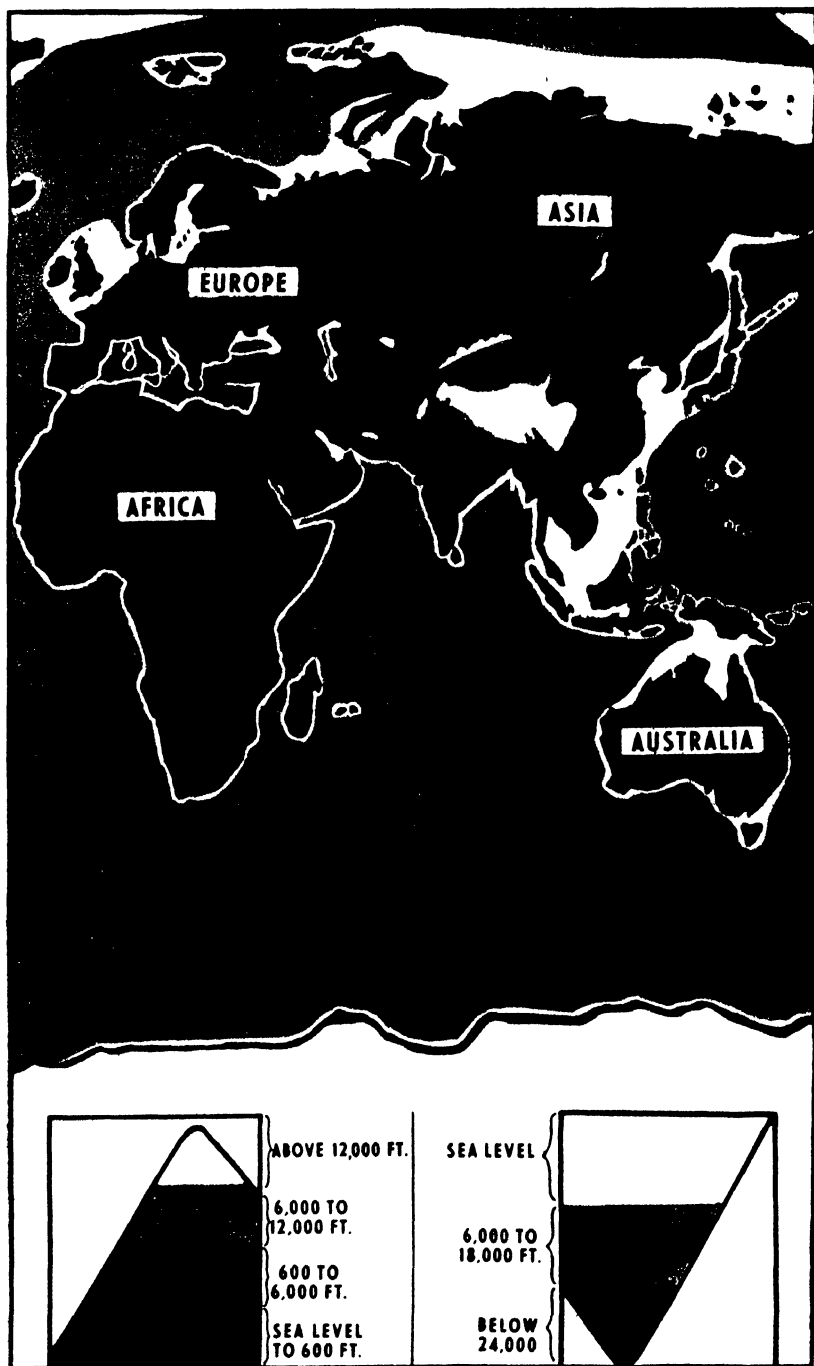 ASIA
EUROPE
AFRICA
AUSTRALIA
ABOVE 12,000 FT.
6,000 TO
12,000 FT.
600 TO
6,000 FT.
SEA LEVEL
TO 600 FT.
SEA LEVEL
6,000 TO
18,000 FT.
BELOW
24,000